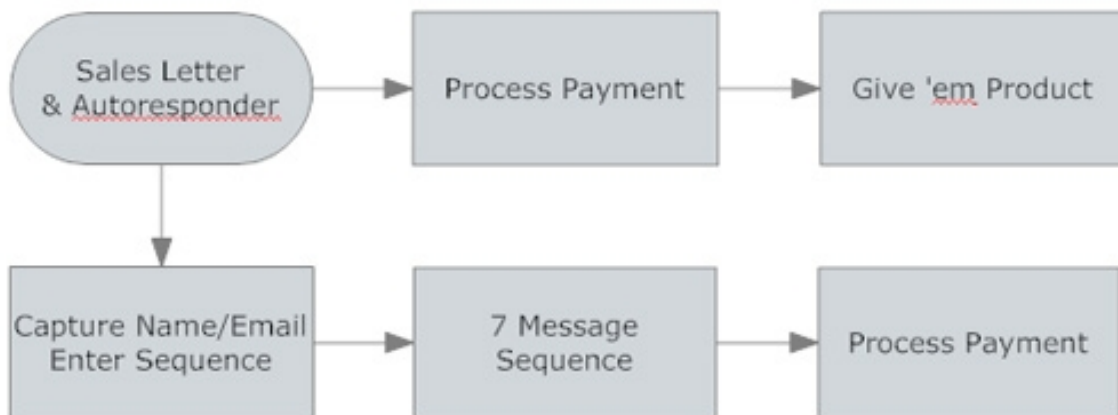 Sales Letter
& Autoresponder
Process Payment
Give 'em Product
Capture Name/Email
Enter Sequence
7 Message
Sequence
Process Payment